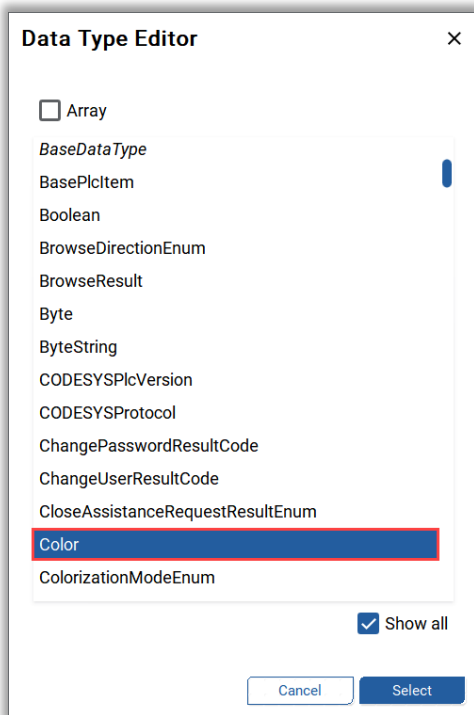 Data Type Editor
Array
BaseDataType
BasePlcItem
Boolean
BrowseDirectionEnum
BrowseResult
Byte
ByteString
CODESYSPlcVersion
CODESYSProtocol
ChangePasswordResultCode
ChangeUserResultCode
CloseAssistanceRequestResultEnum
Color
ColorizationModeEnum
Show all
Cancel Select